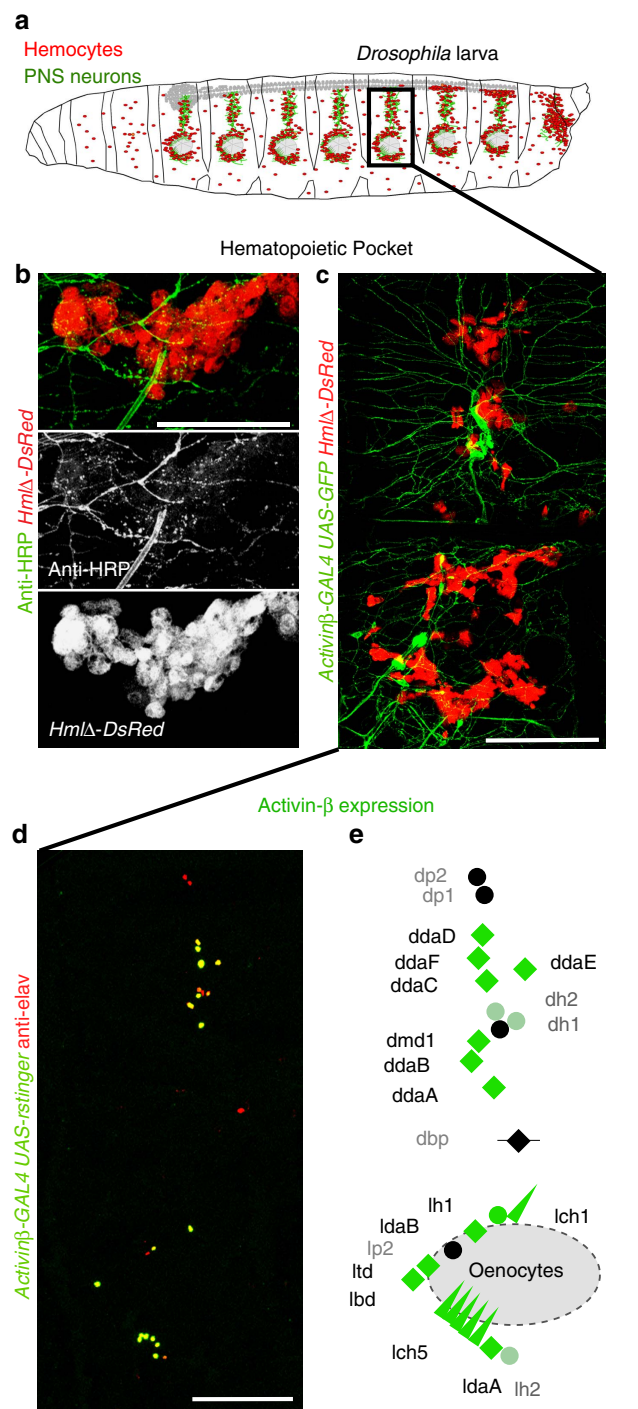 a
Hemocytes
PNS neurons
Drosophila larva
Hematopoietic Pocket
b
Anti-HRP HmlΔ-DsRed
Anti-HRP
HmlΔ-DsRed
c
Activinβ-GAL4 UAS-GFP HmlΔ-DsRed
Activin-β expression
d
Activinβ-GAL4 UAS-rstinger anti-elav
e
dp2
dp1
ddaD
ddaF
ddaE
ddaC
dh2
dh1
dmd1
ddaB
ddaA
dbp
lh1
lch1
ldaB
lp2
ltd
Oenocytes
lbd
lch5
ldaA
lh2